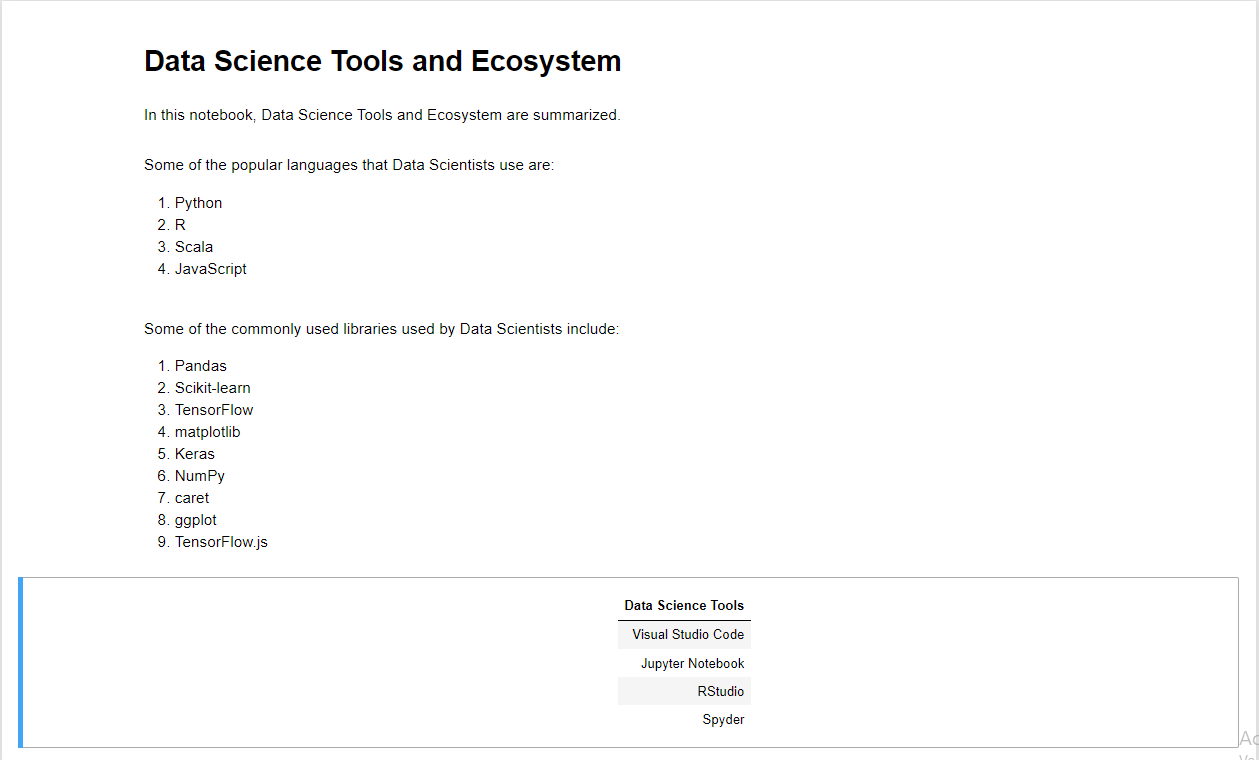 Data Science Tools and Ecosystem
In this notebook, Data Science Tools and Ecosystem are summarized.
Some of the popular languages that Data Scientists use are:
1. Python
2. R
3. Scala
4. JavaScript
Some of the commonly used libraries used by Data Scientists include:
1. Pandas
2. Scikit-learn
3. TensorFlow
4. matplotlib
5. Keras
6. NumPy
7. caret
8. ggplot
9. TensorFlow.js
Data Science Tools
Visual Studio Code
Jupyter Notebook
RStudio
Spyder